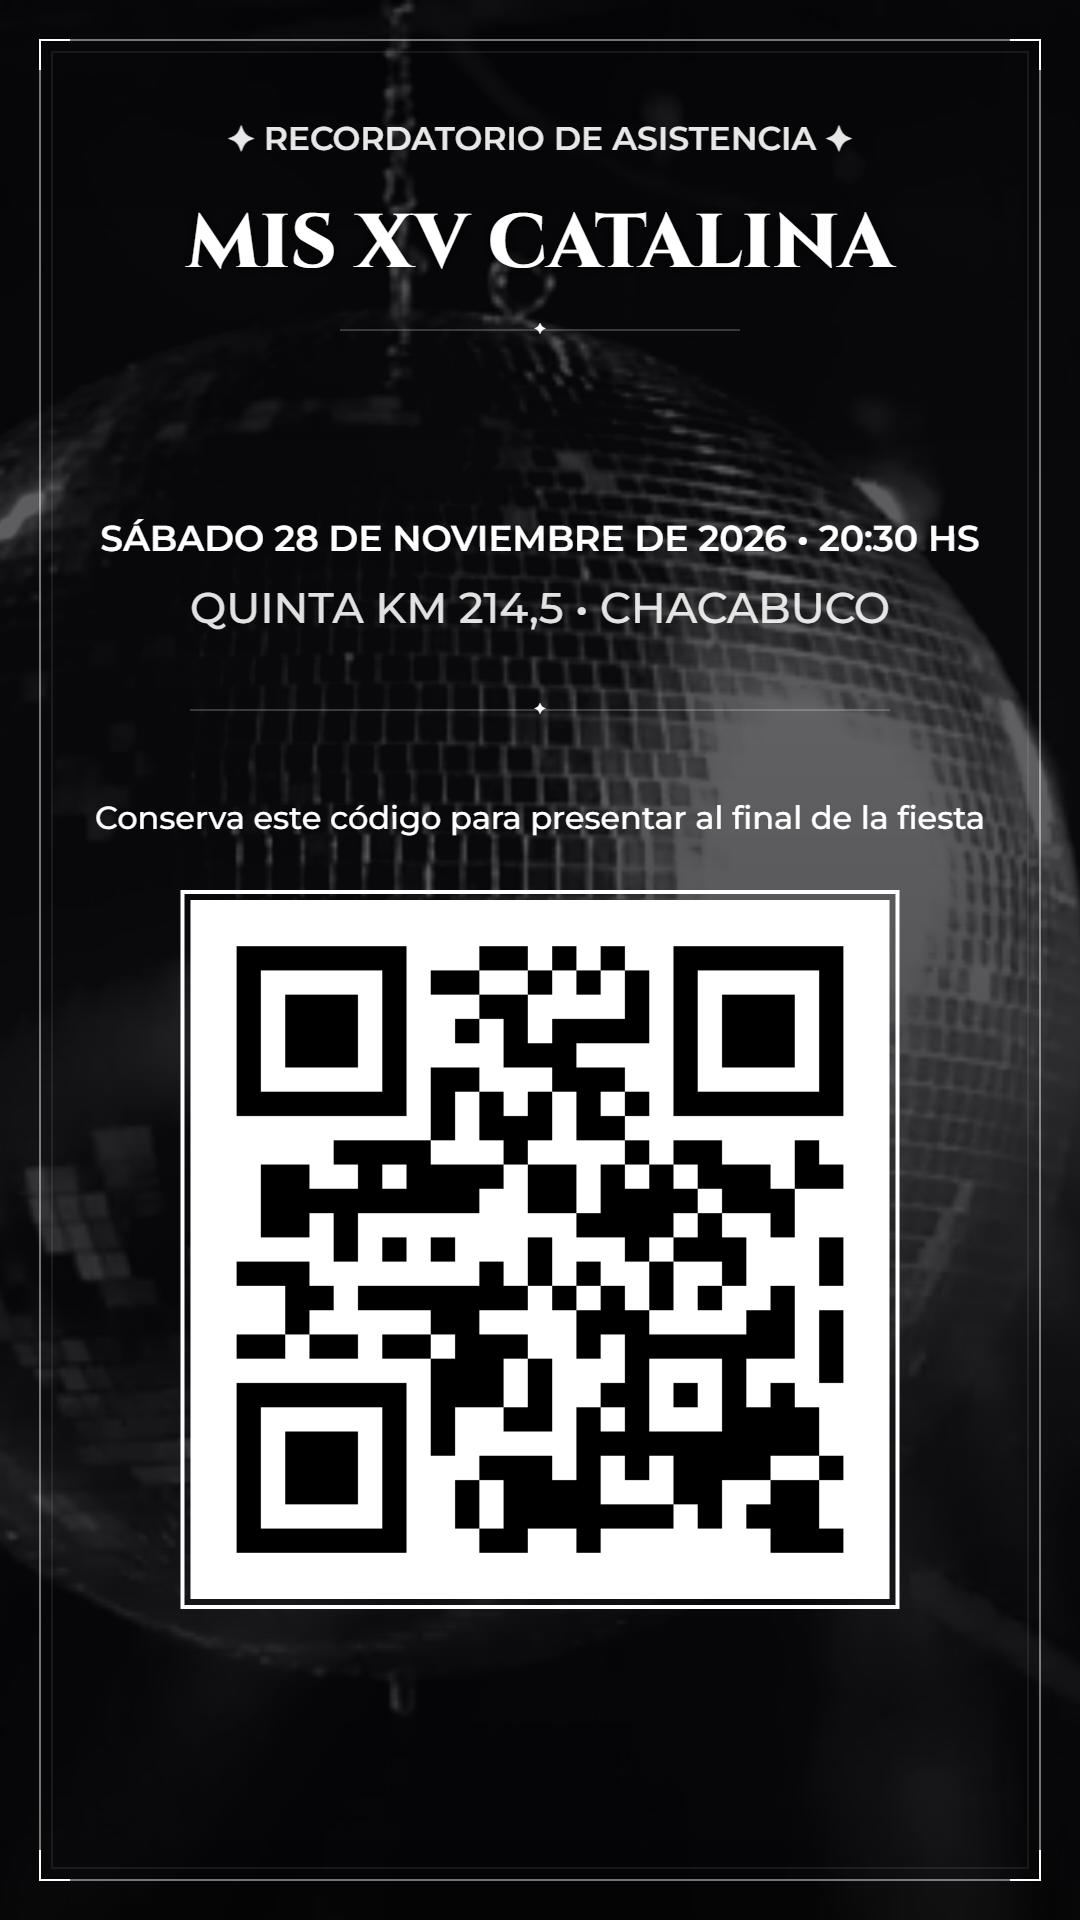 ✦ RECORDATORIO DE ASISTENCIA ✦
MIS XV CATALINA
SÁBADO 28 DE NOVIEMBRE DE 2026 • 20:30 HS
QUINTA KM 214,5 • CHACABUCO
Conserva este código para presentar al final de la fiesta